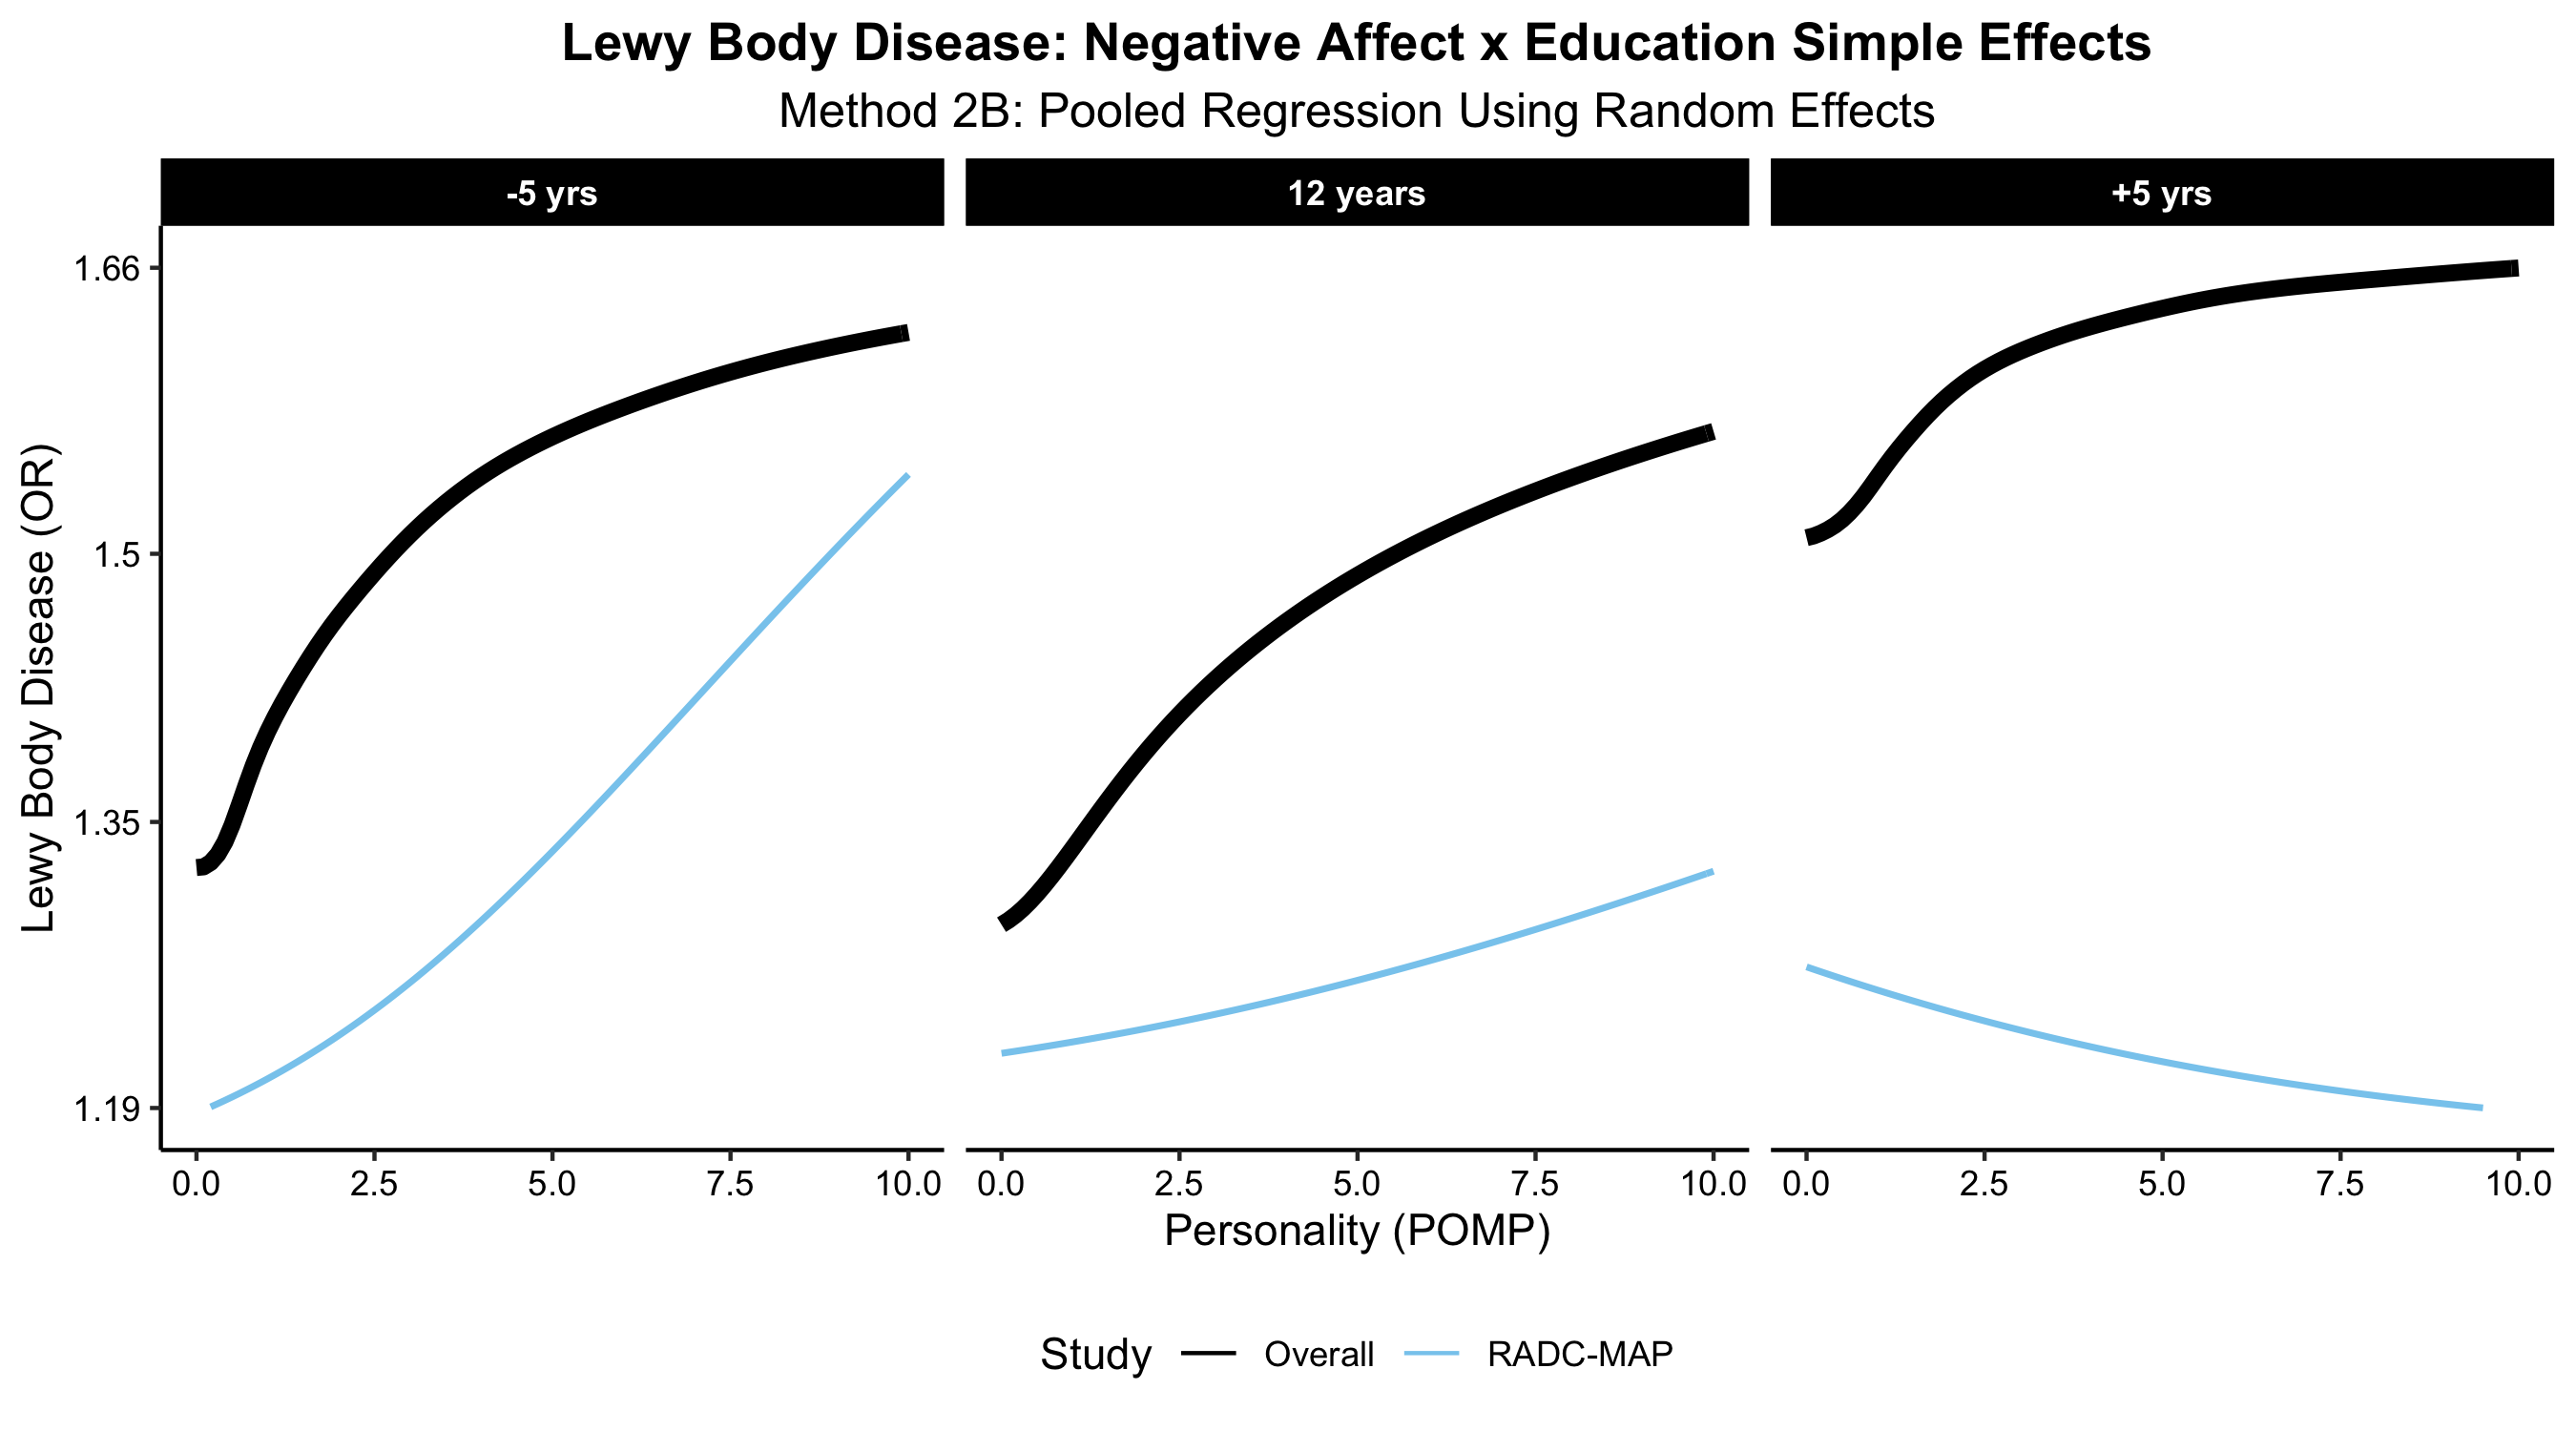 Lewy Body Disease: Negative Affect x Education Simple Effects
Method 2B: Pooled Regression Using Random Effects
-5 yrs
12 years
+5 yrs
Lewy Body Disease (OR)
1.66
1.5
1.35
1.19
0.0 2.5 5.0 7.5 10.0
0.0 2.5 5.0 7.5 10.0
0.0 2.5 5.0 7.5 10.0
Personality (POMP)
Study Overall RADC-MAP